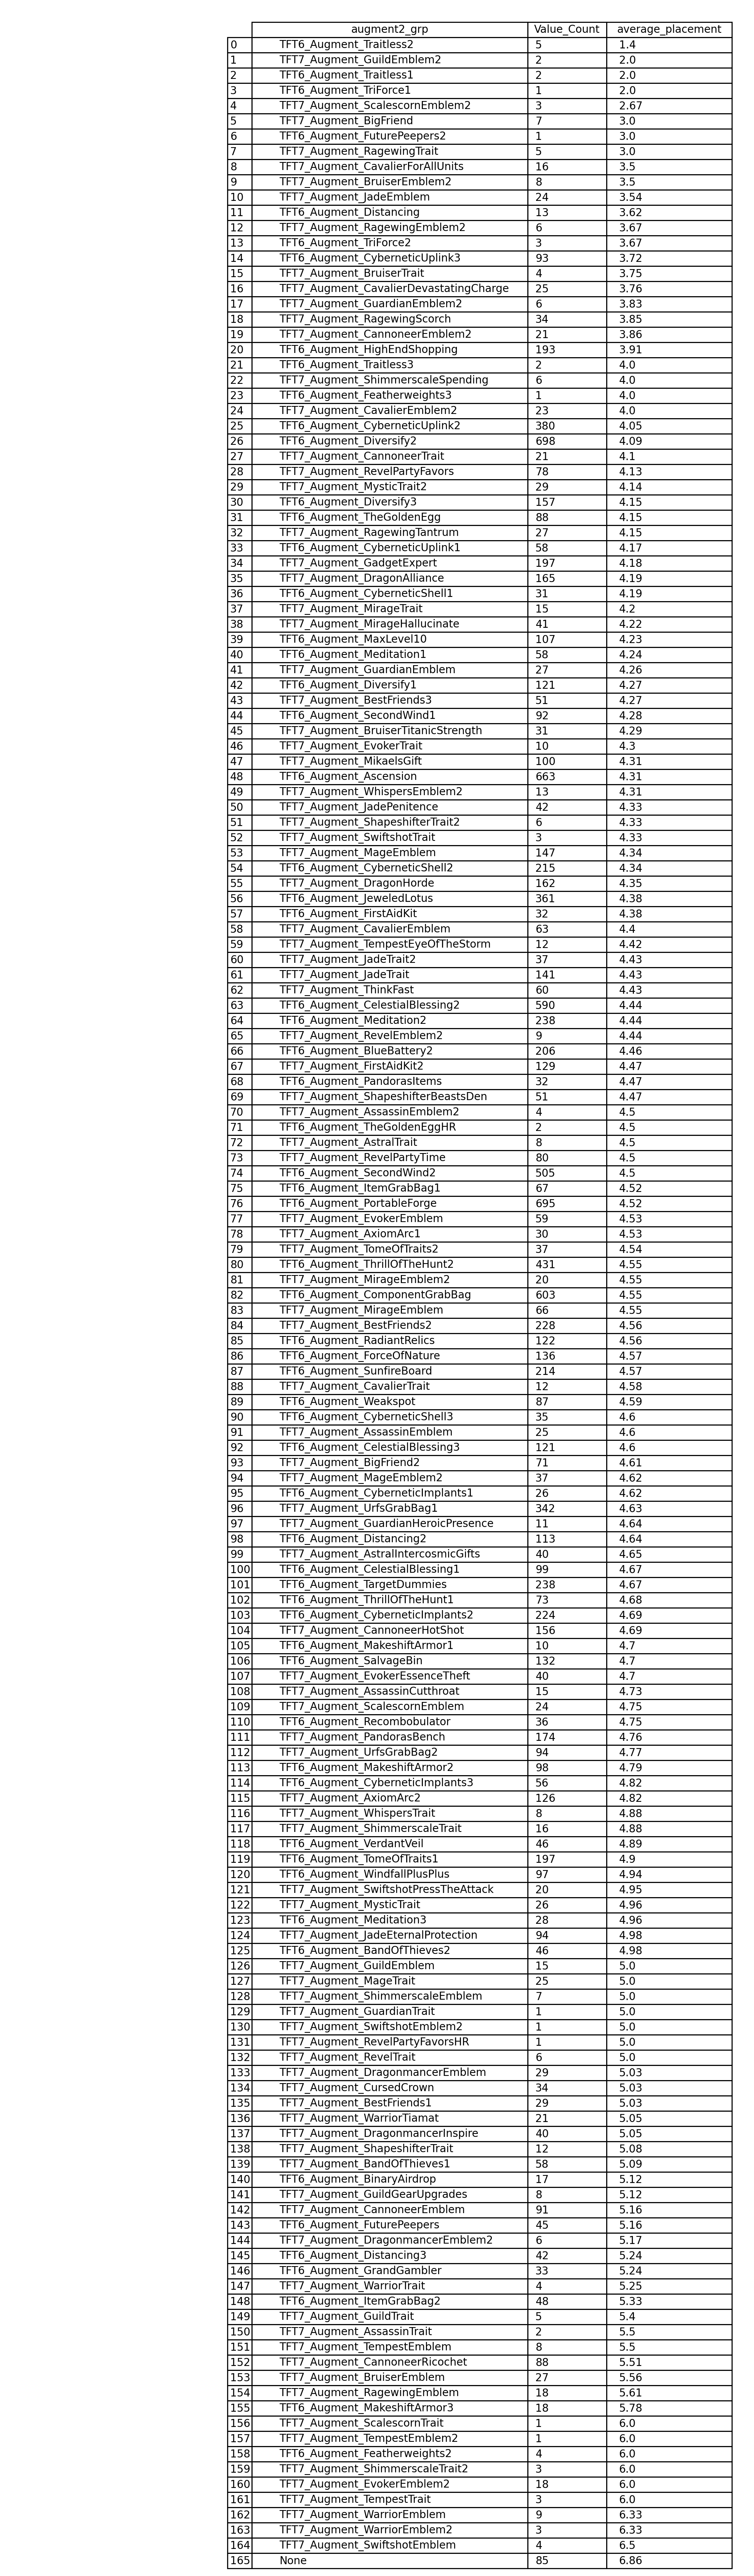 augment2_grp Value_Count average_placement
0 TFT6_Augment_Traitless2 5 1.4
1 TFT7_Augment_GuildEmblem2 2 2.0
2 TFT6_Augment_Traitless1 2 2.0
3 TFT6_Augment_TriForce1 1 2.0
4 TFT7_Augment_ScalescornEmblem2 3 2.67
5 TFT7_Augment_BigFriend 7 3.0
6 TFT6_Augment_FuturePeepers2 1 3.0
7 TFT7_Augment_RagewingTrait 5 3.0
8 TFT7_Augment_CavalierForAllUnits 16 3.5
9 TFT7_Augment_BruiserEmblem2 8 3.5
10 TFT7_Augment_JadeEmblem 24 3.54
11 TFT6_Augment_Distancing 13 3.62
12 TFT7_Augment_RagewingEmblem2 6 3.67
13 TFT6_Augment_TriForce2 3 3.67
14 TFT6_Augment_CyberneticUplink3 93 3.72
15 TFT7_Augment_BruiserTrait 4 3.75
16 TFT7_Augment_CavalierDevastatingCharge 25 3.76
17 TFT7_Augment_GuardianEmblem2 6 3.83
18 TFT7_Augment_RagewingScorch 34 3.85
19 TFT7_Augment_CannoneerEmblem2 21 3.86
20 TFT6_Augment_HighEndShopping 193 3.91
21 TFT6_Augment_Traitless3 2 4.0
22 TFT7_Augment_ShimmerscaleSpending 6 4.0
23 TFT6_Augment_Featherweights3 1 4.0
24 TFT7_Augment_CavalierEmblem2 23 4.0
25 TFT6_Augment_CyberneticUplink2 380 4.05
26 TFT6_Augment_Diversify2 698 4.09
27 TFT7_Augment_CannoneerTrait 21 4.1
28 TFT7_Augment_RevelPartyFavors 78 4.13
29 TFT7_Augment_MysticTrait2 29 4.14
30 TFT6_Augment_Diversify3 157 4.15
31 TFT6_Augment_TheGoldenEgg 88 4.15
32 TFT7_Augment_RagewingTantrum 27 4.15
33 TFT6_Augment_CyberneticUplink1 58 4.17
34 TFT7_Augment_GadgetExpert 197 4.18
35 TFT7_Augment_DragonAlliance 165 4.19
36 TFT6_Augment_CyberneticShell1 31 4.19
37 TFT7_Augment_MirageTrait 15 4.2
38 TFT7_Augment_MirageHallucinate 41 4.22
39 TFT6_Augment_MaxLevel10 107 4.23
40 TFT6_Augment_Meditation1 58 4.24
41 TFT7_Augment_GuardianEmblem 27 4.26
42 TFT6_Augment_Diversify1 121 4.27
43 TFT7_Augment_BestFriends3 51 4.27
44 TFT6_Augment_SecondWind1 92 4.28
45 TFT7_Augment_BruiserTitanicStrength 31 4.29
46 TFT7_Augment_EvokerTrait 10 4.3
47 TFT7_Augment_MikaelsGift 100 4.31
48 TFT6_Augment_Ascension 663 4.31
49 TFT7_Augment_WhispersEmblem2 13 4.31
50 TFT7_Augment_JadePenitence 42 4.33
51 TFT7_Augment_ShapeshifterTrait2 6 4.33
52 TFT7_Augment_SwiftshotTrait 3 4.33
53 TFT7_Augment_MageEmblem 147 4.34
54 TFT6_Augment_CyberneticShell2 215 4.34
55 TFT7_Augment_DragonHorde 162 4.35
56 TFT6_Augment_JeweledLotus 361 4.38
57 TFT6_Augment_FirstAidKit 32 4.38
58 TFT7_Augment_CavalierEmblem 63 4.4
59 TFT7_Augment_TempestEyeOfTheStorm 12 4.42
60 TFT7_Augment_JadeTrait2 37 4.43
61 TFT7_Augment_JadeTrait 141 4.43
62 TFT7_Augment_ThinkFast 60 4.43
63 TFT6_Augment_CelestialBlessing2 590 4.44
64 TFT6_Augment_Meditation2 238 4.44
65 TFT7_Augment_RevelEmblem2 9 4.44
66 TFT6_Augment_BlueBattery2 206 4.46
67 TFT7_Augment_FirstAidKit2 129 4.47
68 TFT6_Augment_PandorasItems 32 4.47
69 TFT7_Augment_ShapeshifterBeastsDen 51 4.47
70 TFT7_Augment_AssassinEmblem2 4 4.5
71 TFT6_Augment_TheGoldenEggHR 2 4.5
72 TFT7_Augment_AstralTrait 8 4.5
73 TFT7_Augment_RevelPartyTime 80 4.5
74 TFT6_Augment_SecondWind2 505 4.5
75 TFT6_Augment_ItemGrabBag1 67 4.52
76 TFT6_Augment_PortableForge 695 4.52
77 TFT7_Augment_EvokerEmblem 59 4.53
78 TFT7_Augment_AxiomArc1 30 4.53
79 TFT7_Augment_TomeOfTraits2 37 4.54
80 TFT6_Augment_ThrillOfTheHunt2 431 4.55
81 TFT7_Augment_MirageEmblem2 20 4.55
82 TFT6_Augment_ComponentGrabBag 603 4.55
83 TFT7_Augment_MirageEmblem 66 4.55
84 TFT7_Augment_BestFriends2 228 4.56
85 TFT6_Augment_RadiantRelics 122 4.56
86 TFT6_Augment_ForceOfNature 136 4.57
87 TFT6_Augment_SunfireBoard 214 4.57
88 TFT7_Augment_CavalierTrait 12 4.58
89 TFT6_Augment_Weakspot 87 4.59
90 TFT6_Augment_CyberneticShell3 35 4.6
91 TFT7_Augment_AssassinEmblem 25 4.6
92 TFT6_Augment_CelestialBlessing3 121 4.6
93 TFT7_Augment_BigFriend2 71 4.61
94 TFT7_Augment_MageEmblem2 37 4.62
95 TFT6_Augment_CyberneticImplants1 26 4.62
96 TFT7_Augment_UrfsGrabBag1 342 4.63
97 TFT7_Augment_GuardianHeroicPresence 11 4.64
98 TFT6_Augment_Distancing2 113 4.64
99 TFT7_Augment_AstralIntercosmicGifts 40 4.65
100 TFT6_Augment_CelestialBlessing1 99 4.67
101 TFT6_Augment_TargetDummies 238 4.67
102 TFT6_Augment_ThrillOfTheHunt1 73 4.68
103 TFT6_Augment_CyberneticImplants2 224 4.69
104 TFT7_Augment_CannoneerHotShot 156 4.69
105 TFT6_Augment_MakeshiftArmor1 10 4.7
106 TFT6_Augment_SalvageBin 132 4.7
107 TFT7_Augment_EvokerEssenceTheft 40 4.7
108 TFT7_Augment_AssassinCutthroat 15 4.73
109 TFT7_Augment_ScalescornEmblem 24 4.75
110 TFT6_Augment_Recombobulator 36 4.75
111 TFT7_Augment_PandorasBench 174 4.76
112 TFT7_Augment_UrfsGrabBag2 94 4.77
113 TFT6_Augment_MakeshiftArmor2 98 4.79
114 TFT6_Augment_CyberneticImplants3 56 4.82
115 TFT7_Augment_AxiomArc2 126 4.82
116 TFT7_Augment_WhispersTrait 8 4.88
117 TFT7_Augment_ShimmerscaleTrait 16 4.88
118 TFT6_Augment_VerdantVeil 46 4.89
119 TFT6_Augment_TomeOfTraits1 197 4.9
120 TFT6_Augment_WindfallPlusPlus 97 4.94
121 TFT7_Augment_SwiftshotPressTheAttack 20 4.95
122 TFT7_Augment_MysticTrait 26 4.96
123 TFT6_Augment_Meditation3 28 4.96
124 TFT7_Augment_JadeEternalProtection 94 4.98
125 TFT6_Augment_BandOfThieves2 46 4.98
126 TFT7_Augment_GuildEmblem 15 5.0
127 TFT7_Augment_MageTrait 25 5.0
128 TFT7_Augment_ShimmerscaleEmblem 7 5.0
129 TFT7_Augment_GuardianTrait 1 5.0
130 TFT7_Augment_SwiftshotEmblem2 1 5.0
131 TFT7_Augment_RevelPartyFavorsHR 1 5.0
132 TFT7_Augment_RevelTrait 6 5.0
133 TFT7_Augment_DragonmancerEmblem 29 5.03
134 TFT7_Augment_CursedCrown 34 5.03
135 TFT7_Augment_BestFriends1 29 5.03
136 TFT7_Augment_WarriorTiamat 21 5.05
137 TFT7_Augment_DragonmancerInspire 40 5.05
138 TFT7_Augment_ShapeshifterTrait 12 5.08
139 TFT7_Augment_BandOfThieves1 58 5.09
140 TFT6_Augment_BinaryAirdrop 17 5.12
141 TFT7_Augment_GuildGearUpgrades 8 5.12
142 TFT7_Augment_CannoneerEmblem 91 5.16
143 TFT6_Augment_FuturePeepers 45 5.16
144 TFT7_Augment_DragonmancerEmblem2 6 5.17
145 TFT6_Augment_Distancing3 42 5.24
146 TFT6_Augment_GrandGambler 33 5.24
147 TFT7_Augment_WarriorTrait 4 5.25
148 TFT6_Augment_ItemGrabBag2 48 5.33
149 TFT7_Augment_GuildTrait 5 5.4
150 TFT7_Augment_AssassinTrait 2 5.5
151 TFT7_Augment_TempestEmblem 8 5.5
152 TFT7_Augment_CannoneerRicochet 88 5.51
153 TFT7_Augment_BruiserEmblem 27 5.56
154 TFT7_Augment_RagewingEmblem 18 5.61
155 TFT6_Augment_MakeshiftArmor3 18 5.78
156 TFT7_Augment_ScalescornTrait 1 6.0
157 TFT7_Augment_TempestEmblem2 1 6.0
158 TFT6_Augment_Featherweights2 4 6.0
159 TFT7_Augment_ShimmerscaleTrait2 3 6.0
160 TFT7_Augment_EvokerEmblem2 18 6.0
161 TFT7_Augment_TempestTrait 3 6.0
162 TFT7_Augment_WarriorEmblem 9 6.33
163 TFT7_Augment_WarriorEmblem2 3 6.33
164 TFT7_Augment_SwiftshotEmblem 4 6.5
165 None 85 6.86